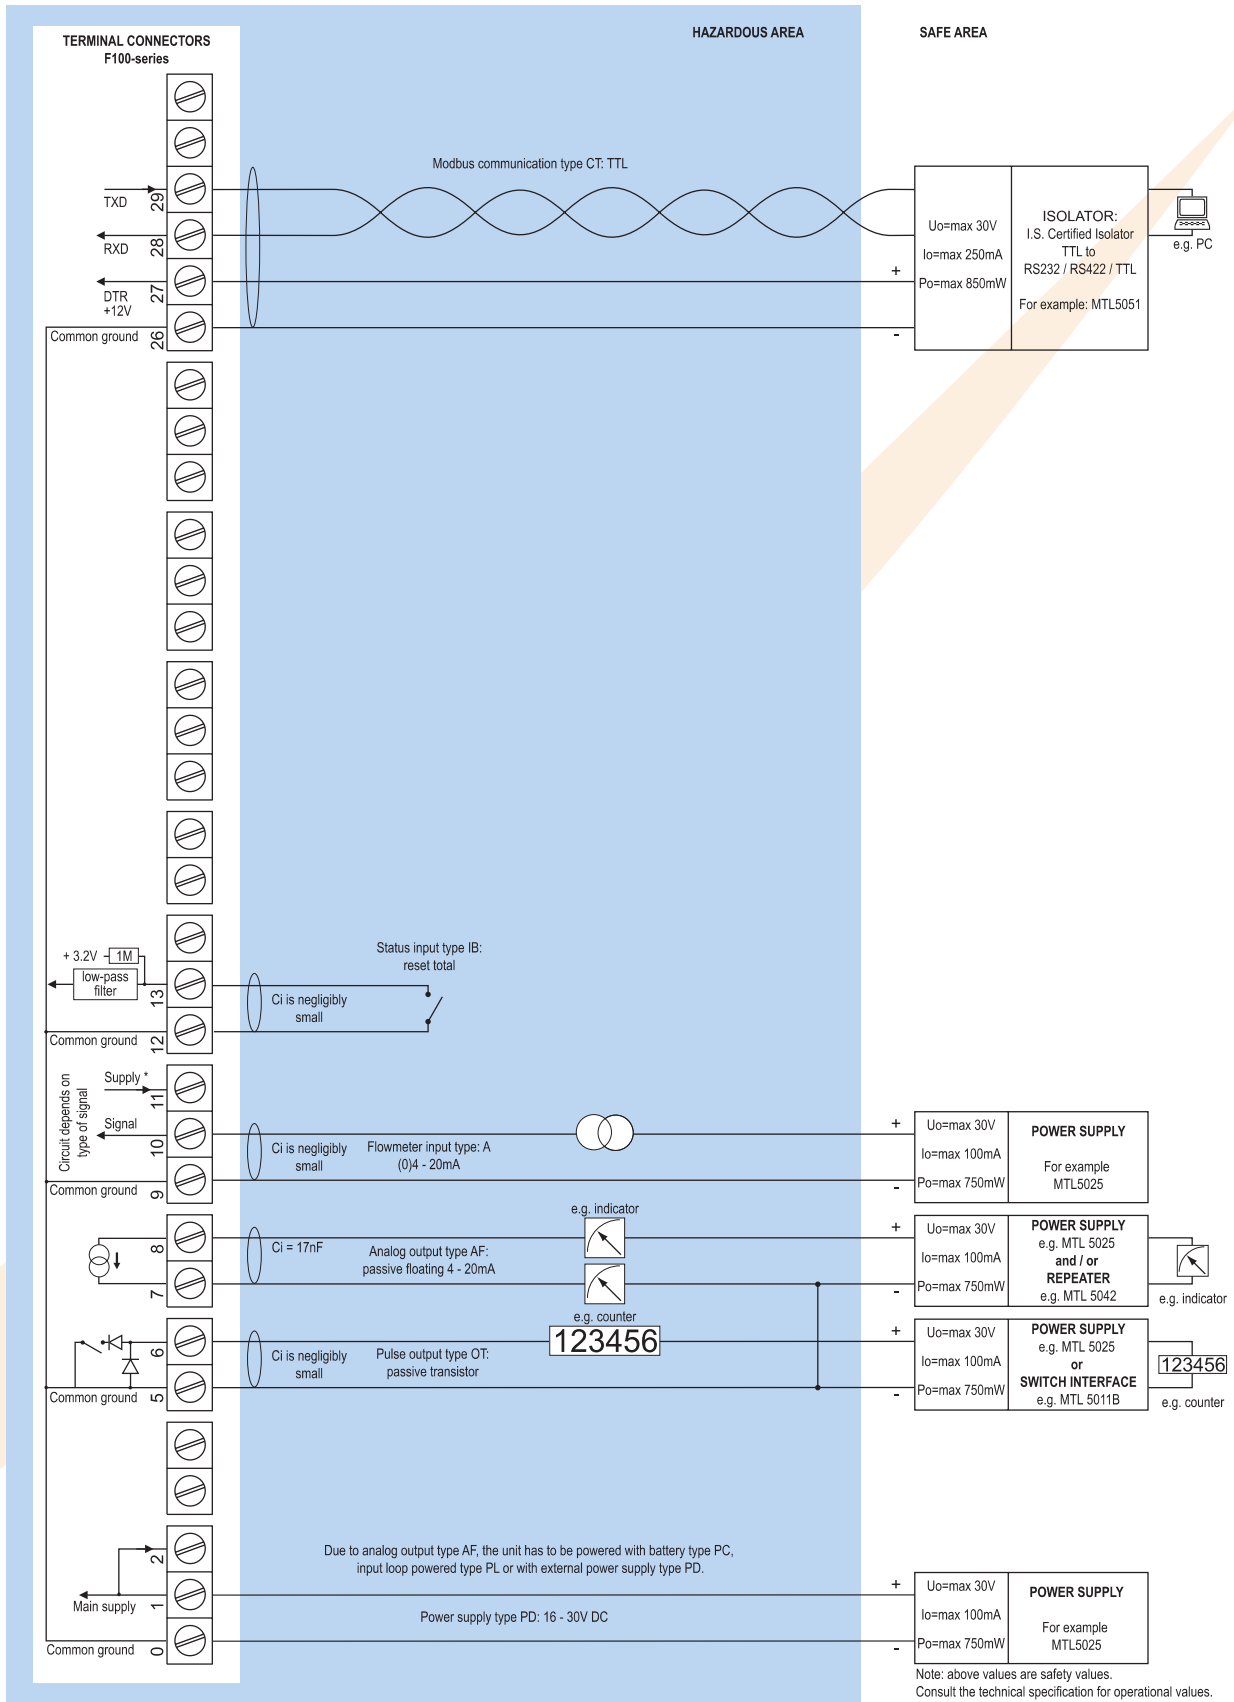 TERMINAL CONNECTORS
F100-series
HAZARDOUS AREA
SAFE AREA
Modbus communication type CT: TTL
TXD
29
RXD
28
DTR
+12V
27
Common ground
26
+
-
Uo=max 30V
Io=max 250mA
Po=max 850mW
ISOLATOR:
I.S. Certified Isolator
TTL to
RS232 / RS422 / TTL
For example: MTL5051
e.g. PC
+ 3.2V
1M
low-pass
filter
13
Common ground
12
Status input type IB:
reset total
Ci is negligibly
small
Circuit depends on
type of signal
Supply *
11
Signal
10
Common ground
9
Ci is negligibly
small
Flowmeter input type: A
(0)4 - 20mA
+
-
Uo=max 30V
Io=max 100mA
Po=max 750mW
POWER SUPPLY
For example
MTL5025
8
7
Ci = 17nF
Analog output type AF:
passive floating 4 - 20mA
e.g. indicator
+
-
Uo=max 30V
Io=max 100mA
Po=max 750mW
POWER SUPPLY
e.g. MTL 5025
and / or
REPEATER
e.g. MTL 5042
e.g. indicator
6
Common ground
5
Ci is negligibly
small
Pulse output type OT:
passive transistor
e.g. counter
123456
+
-
Uo=max 30V
Io=max 100mA
Po=max 750mW
POWER SUPPLY
e.g. MTL 5025
or
SWITCH INTERFACE
e.g. MTL 5011B
123456
e.g. counter
2
Main supply
1
Common ground
0
Due to analog output type AF, the unit has to be powered with battery type PC,
input loop powered type PL or with external power supply type PD.
Power supply type PD: 16 - 30V DC
+
-
Uo=max 30V
Io=max 100mA
Po=max 750mW
POWER SUPPLY
For example
MTL5025
Note: above values are safety values.
Consult the technical specification for operational values.